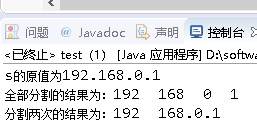 问题 @ Javadoc 声明 控制台
<已终止> test (1) [Java 应用程序] D:\softwa
s的原值为192.168.0.1
全部分割的结果为：192 168 0 1
分割两次的结果为：192 168.0.1